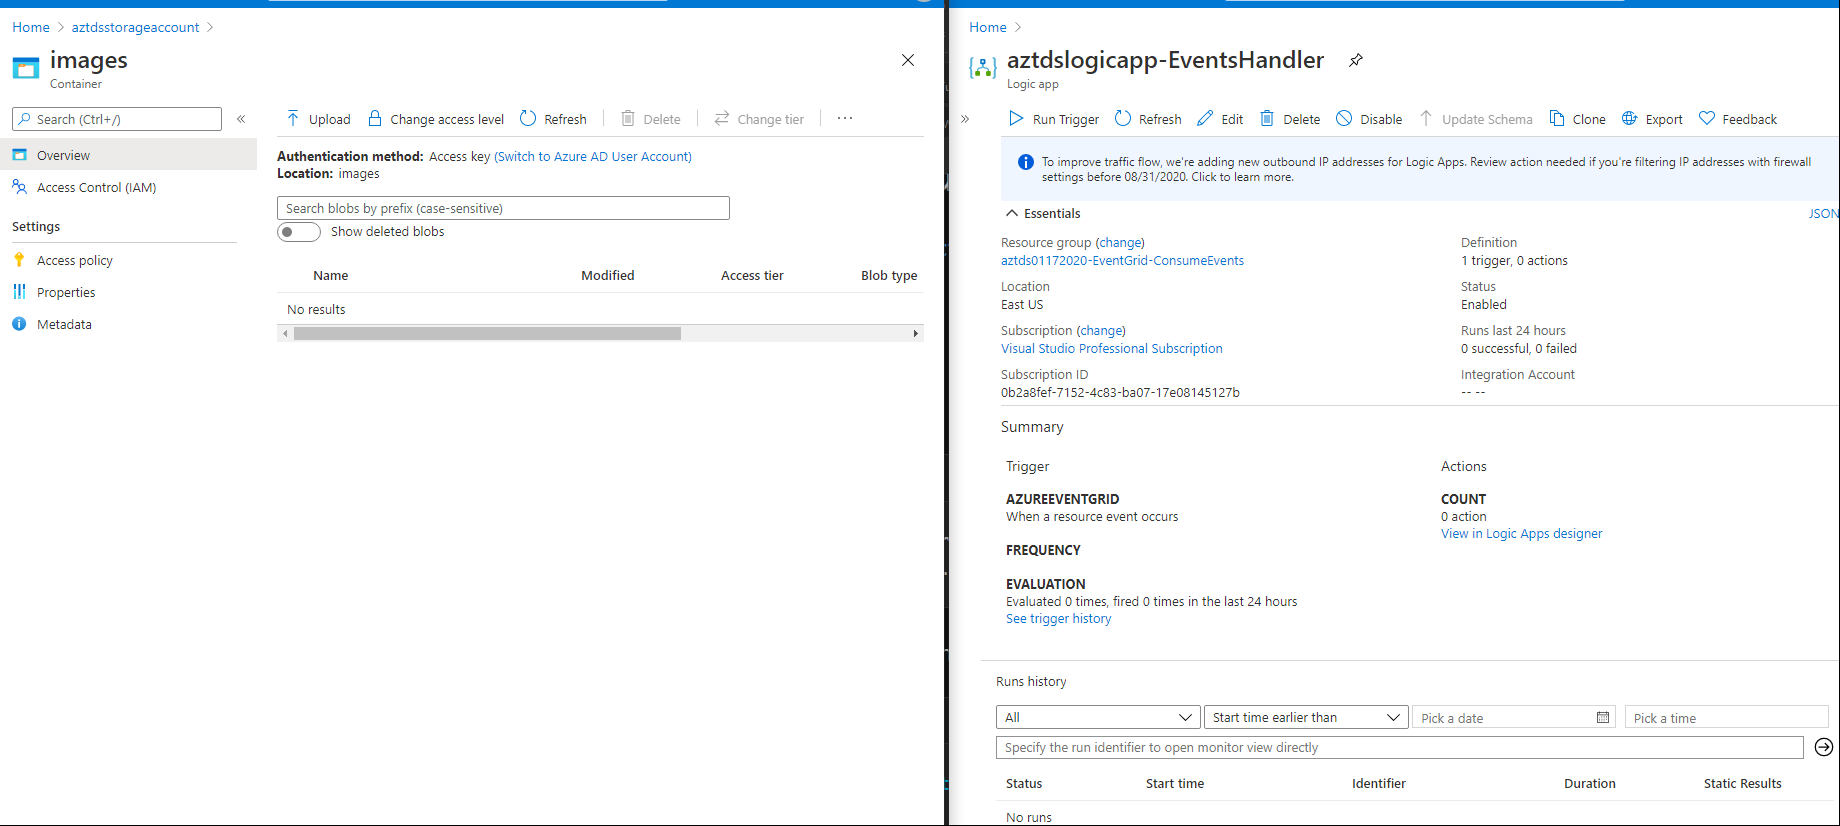 Home > aztdsstorageaccount >
images
Container
Search (Ctrl+/)
«
Overview
Access Control (IAM)
Settings
Access policy
Properties
Metadata
Upload Change access level Refresh Delete Change tier ...
Authentication method: Access key (Switch to Azure AD User Account)
Location: images
Search blobs by prefix (case-sensitive)
Show deleted blobs
Name Modified Access tier Blob type
No results
Home >
aztdslogicapp-EventsHandler
Logic app
» Run Trigger Refresh Edit Delete Disable Update Schema Clone Export Feedback
To improve traffic flow, we're adding new outbound IP addresses for Logic Apps. Review action needed if you're filtering IP addresses with firewall
settings before 08/31/2020. Click to learn more.
Essentials JSON
Resource group (change)
aztds01172020-EventGrid-ConsumeEvents
Location
East US
Subscription (change)
Visual Studio Professional Subscription
Subscription ID
0b2a8fef-7152-4c83-ba07-17e08145127b
Definition
1 trigger, 0 actions
Status
Enabled
Runs last 24 hours
0 successful, 0 failed
Integration Account
-- --
Summary
Trigger
AZUREEVENTGRID
When a resource event occurs
FREQUENCY
EVALUATION
Evaluated 0 times, fired 0 times in the last 24 hours
See trigger history
Actions
COUNT
0 action
View in Logic Apps designer
Runs history
All Start time earlier than Pick a date Pick a time
Specify the run identifier to open monitor view directly
Status Start time Identifier Duration Static Results
No runs